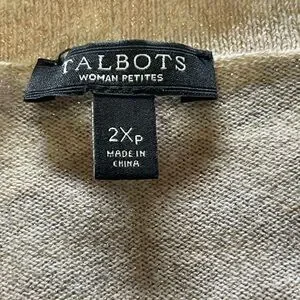 TALBOTS
WOMAN PETITES
2XP
MADE IN
CHINA